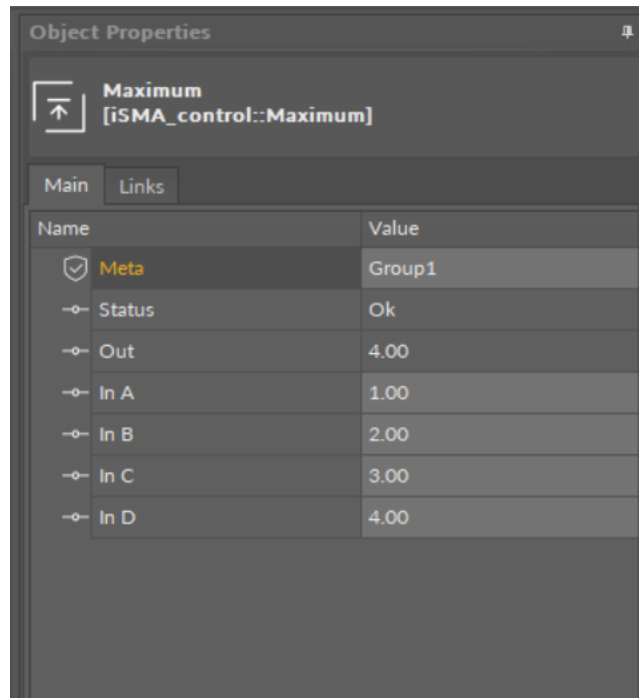 Object Properties
Maximum
[iSMA_control::Maximum]
Main Links
Name Value
Meta Group1
Status Ok
Out 4.00
In A 1.00
In B 2.00
In C 3.00
In D 4.00